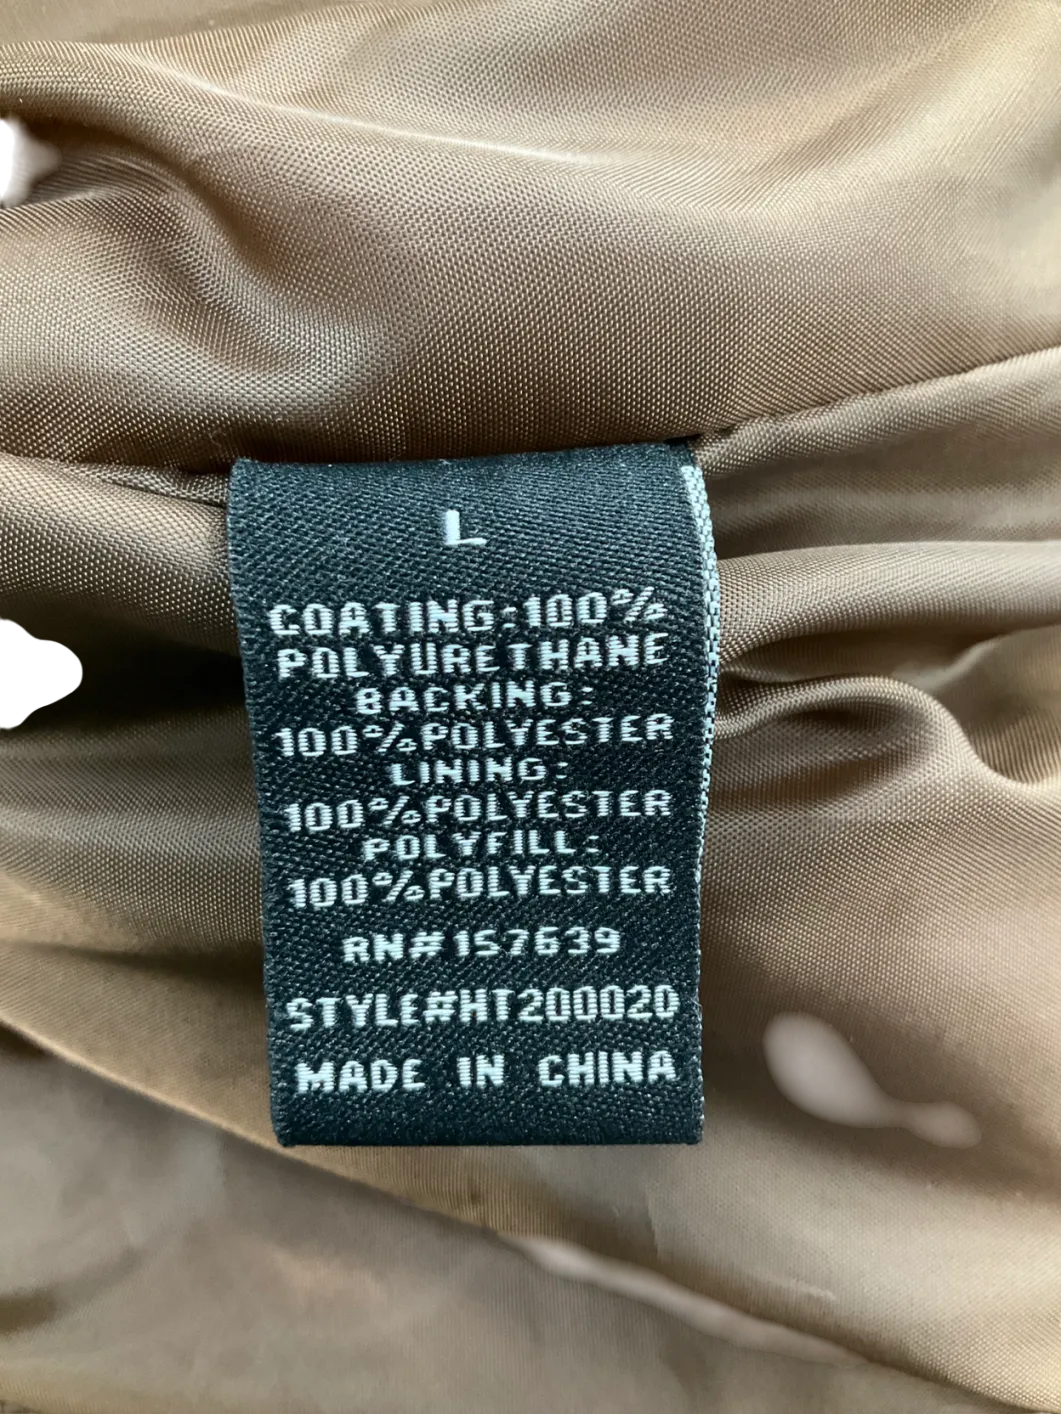 L
COATING:100%
POLYURETHANE
BACKING:
100%POLYESTER
LINING:
100%POLYESTER
POLYFILL:
100%POLYESTER
RN#157639
STYLE#HT200020
MADE IN CHINA